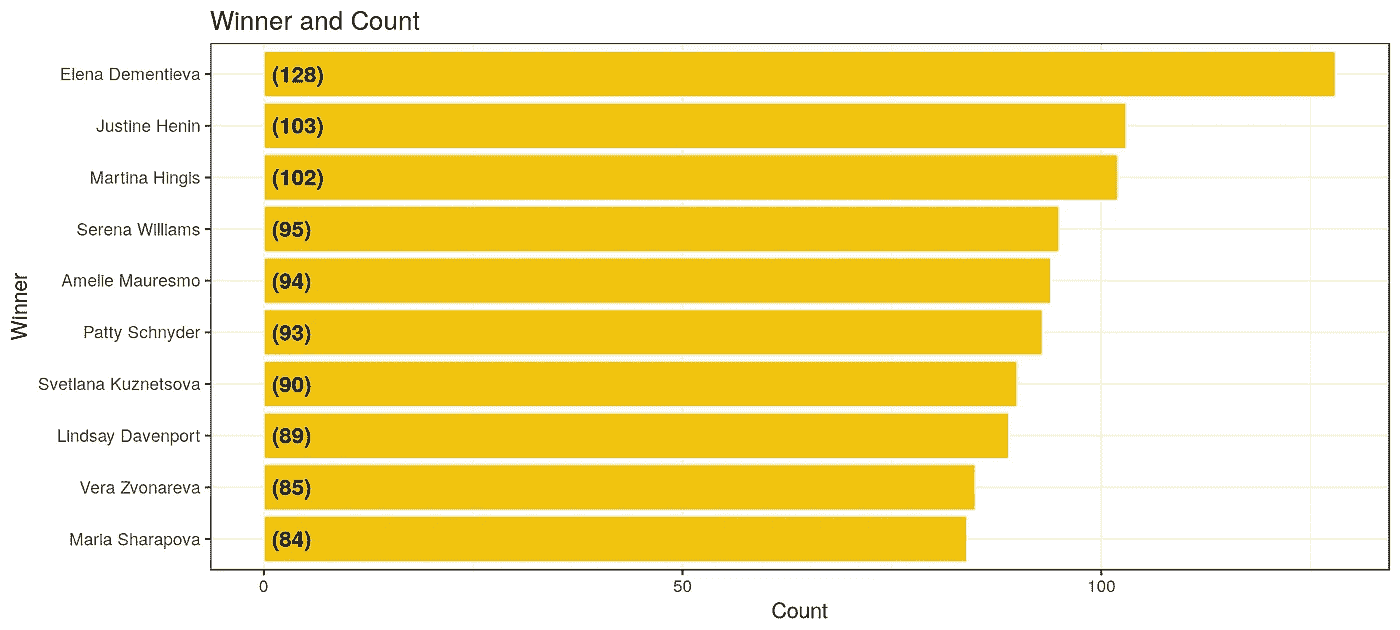 Winner and Count
Winner
Elena Dementieva (128)
Justine Henin (103)
Martina Hingis (102)
Serena Williams (95)
Amelie Mauresmo (94)
Patty Schnyder (93)
Svetlana Kuznetsova (90)
Lindsay Davenport (89)
Vera Zvonareva (85)
Maria Sharapova (84)
0 50 100
Count